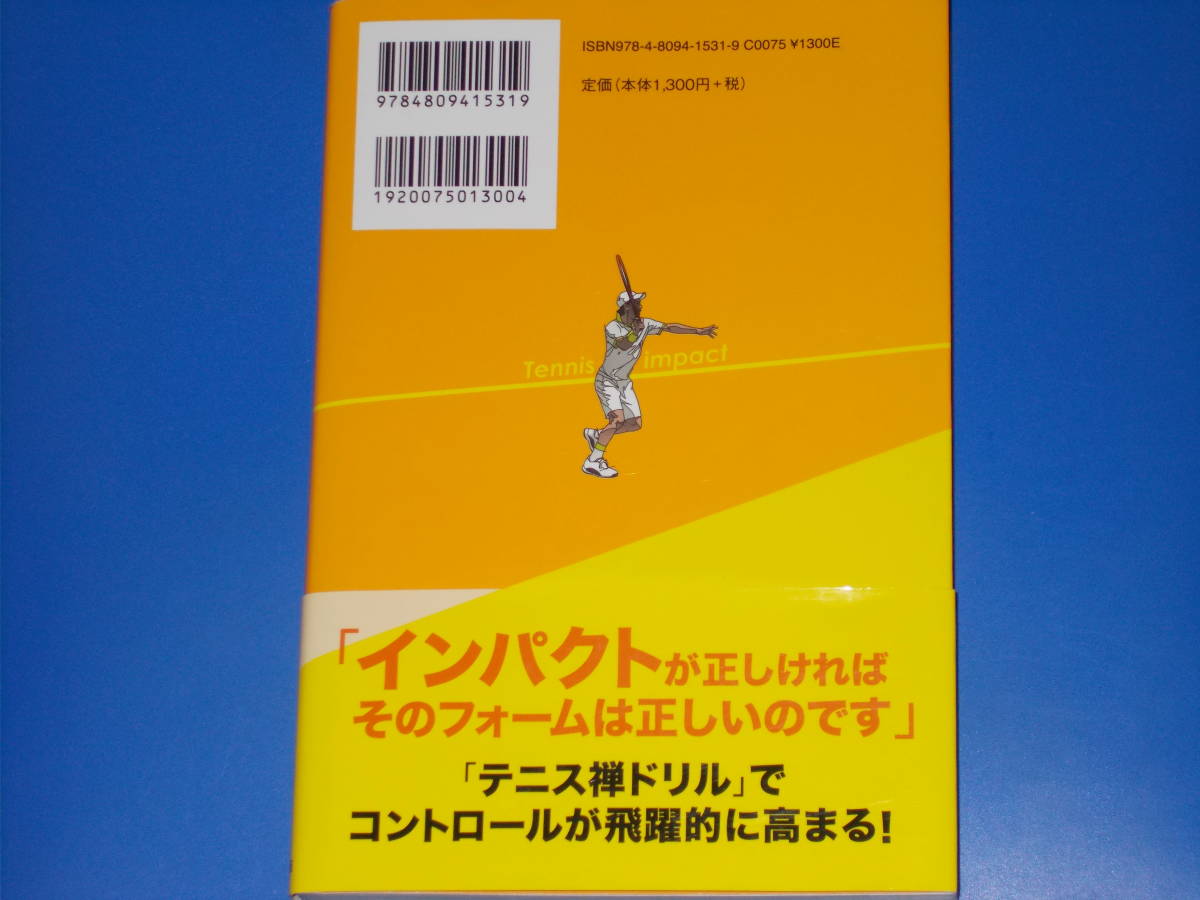 ISBN978-4-8094-1531-9 C0075 ¥1300E
定価(本体1,300円+税)
9784809415319
1920075013004
Tennis impact
「インパクトが正しければ
そのフォームは正しいのです」
「テニス禅ドリル」で
コントロールが飛躍的に高まる!